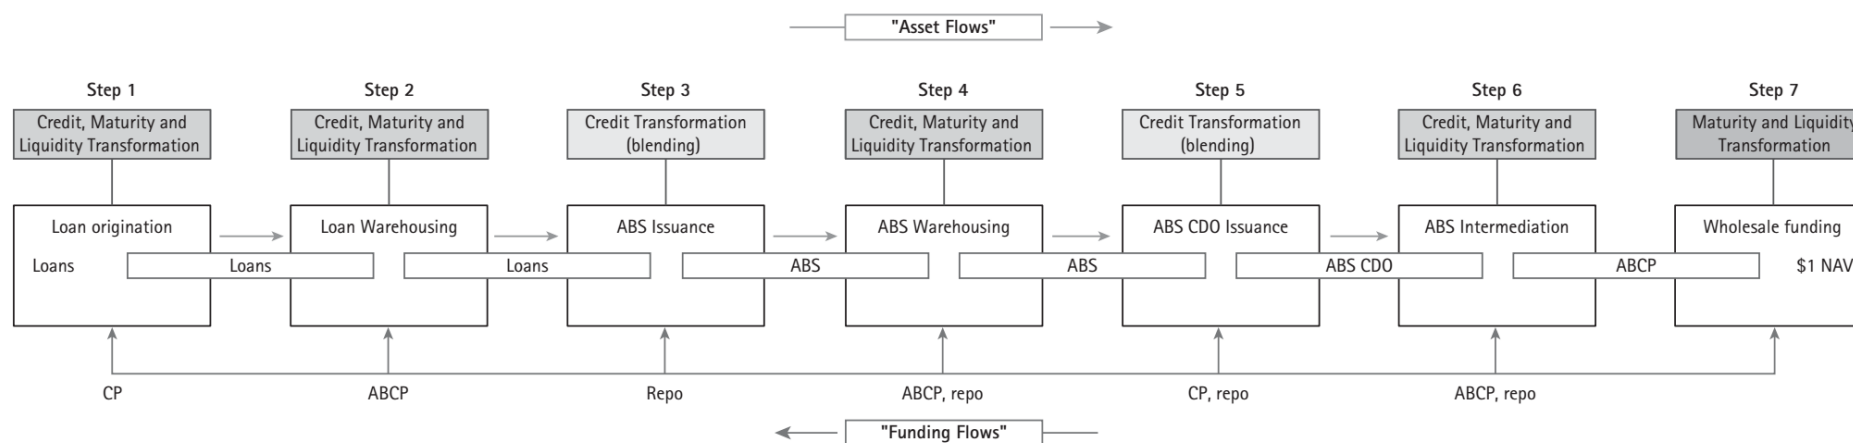 "Asset Flows"
Step 1
Step 2
Step 3
Step 4
Step 5
Step 6
Step 7
Credit, Maturity and
Liquidity Transformation
Credit, Maturity and
Liquidity Transformation
Credit Transformation
(blending)
Credit, Maturity and
Liquidity Transformation
Credit Transformation
(blending)
Credit, Maturity and
Liquidity Transformation
Maturity and Liquidity
Transformation
Loan origination
Loan Warehousing
ABS Issuance
ABS Warehousing
ABS CDO Issuance
ABS Intermediation
Wholesale funding
Loans
Loans
Loans
ABS
ABS
ABS CDO
ABCP
$1 NAV
CP
ABCP
Repo
ABCP, repo
CP, repo
ABCP, repo
"Funding Flows"